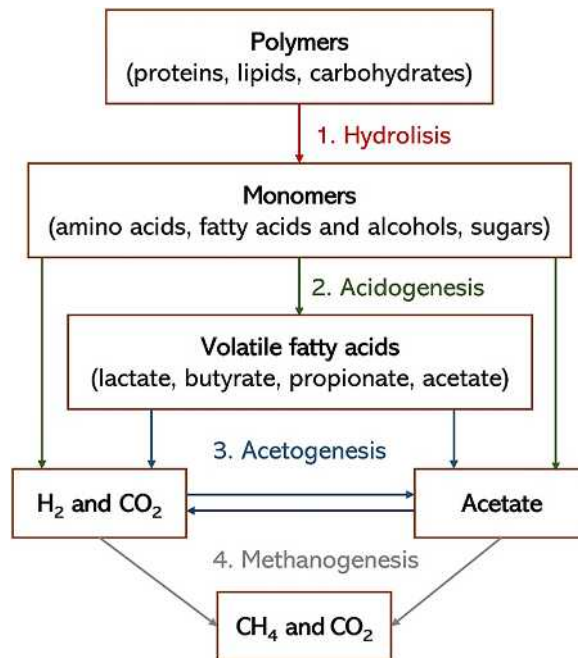 Polymers
(proteins, lipids, carbohydrates)
1. Hydrolisis
Monomers
(amino acids, fatty acids and alcohols, sugars)
2. Acidogenesis
Volatile fatty acids
(lactate, butyrate, propionate, acetate)
3. Acetogenesis
H₂ and CO₂
Acetate
4. Methanogenesis
CH₄ and CO₂